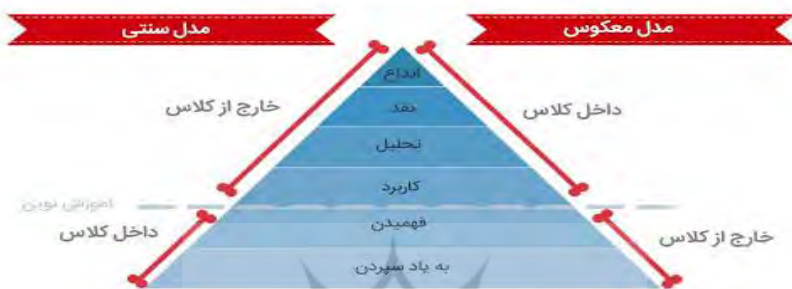 مدل معکوس
مدل سنتی
ابداع
نقد
داخل کلاس
خارج از کلاس
تحلیل
کاربرد
آموزش نوین
فهمیدن
داخل کلاس
خارج از کلاس
به یاد سپردن